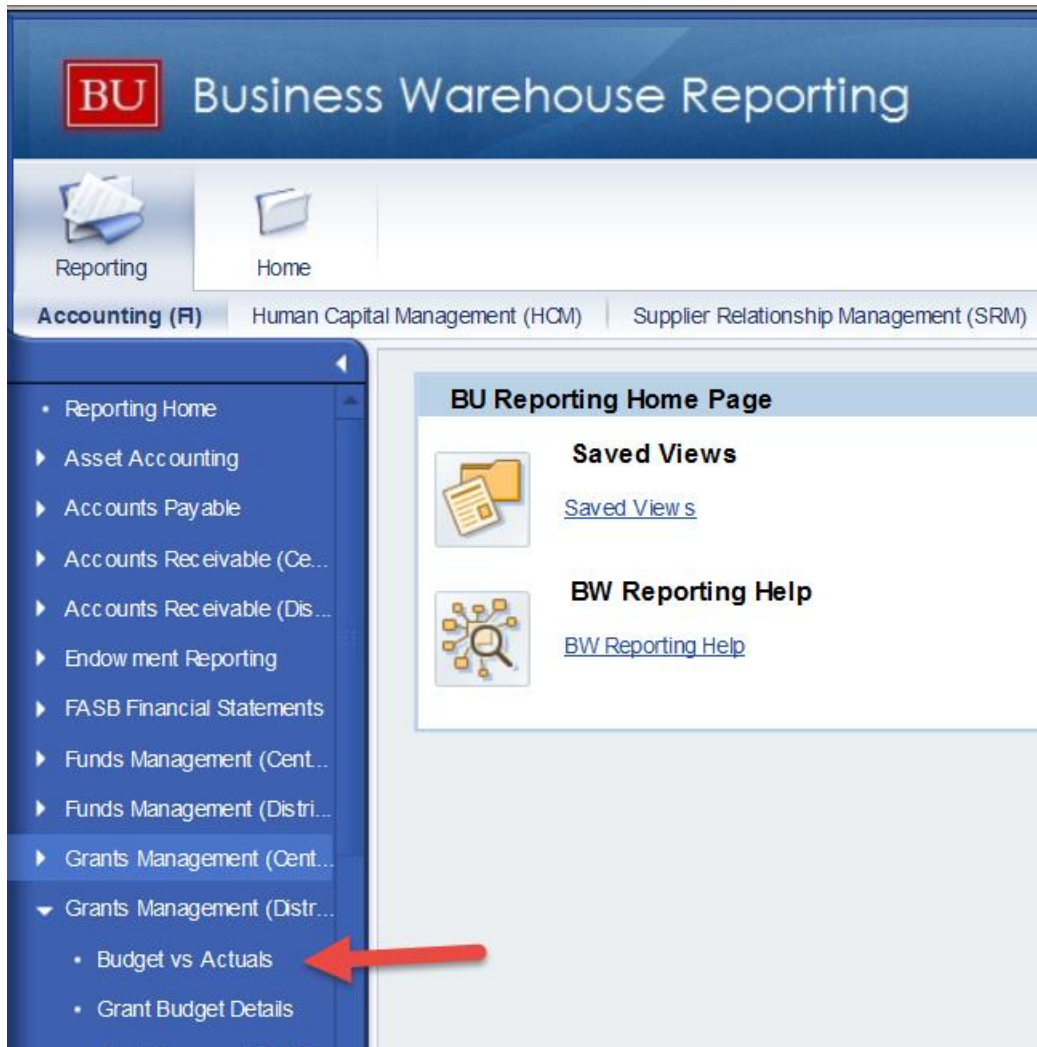 BU Business Warehouse Reporting
Reporting Home
Accounting (FI) Human Capital Management (HCM) Supplier Relationship Management (SRM)
Reporting Home
Asset Accounting
Accounts Payable
Accounts Receivable (Ce...
Accounts Receivable (Dis...
Endowment Reporting
FASB Financial Statements
Funds Management (Cent...
Funds Management (Distri...
Grants Management (Cent...
Grants Management (Distr...
Budget vs Actuals
Grant Budget Details
BU Reporting Home Page
Saved Views
Saved Views
BW Reporting Help
BW Reporting Help